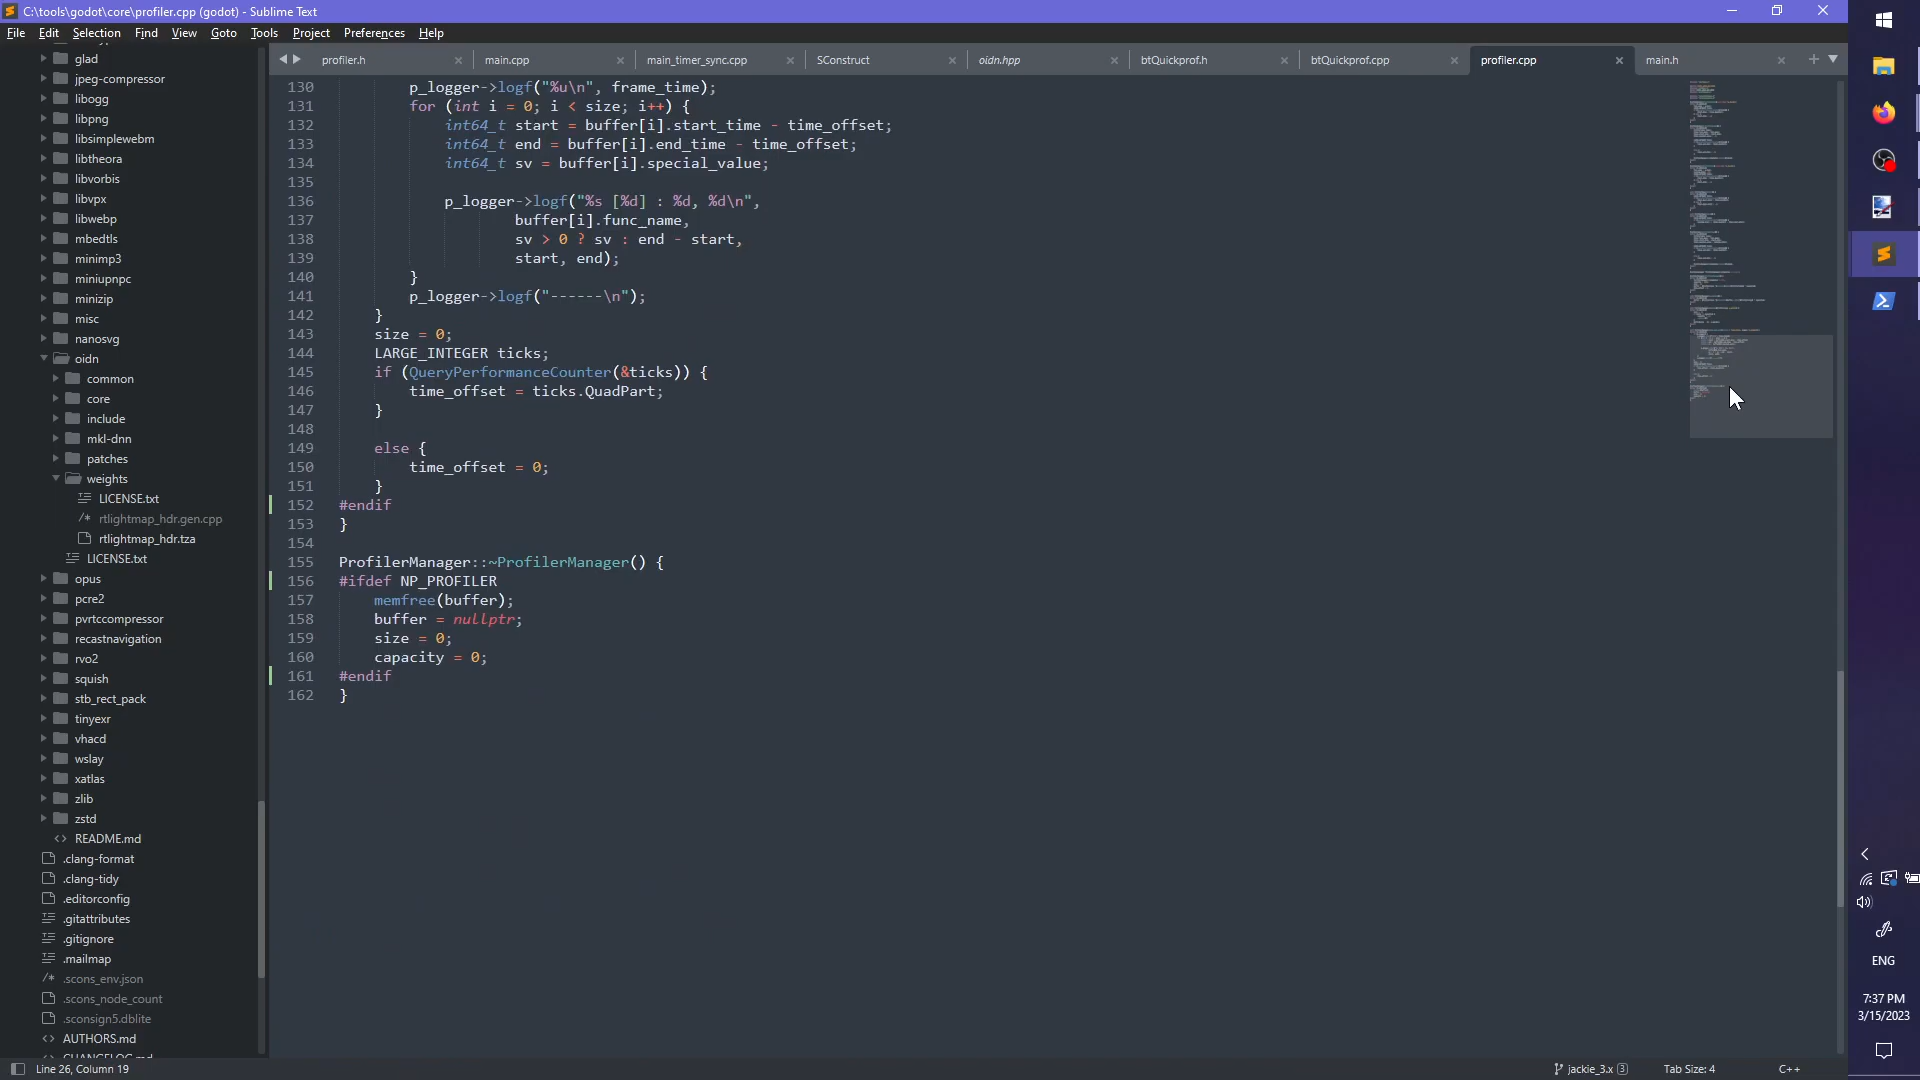 C:\tools\godot\core\profiler.cpp (godot) - Sublime Text
File Edit Selection Find View Goto Tools Project Preferences Help
profiler.h
main.cpp
main_timer_sync.cpp
SConstruct
oidn.hpp
btQuickprof.h
btQuickprof.cpp
profiler.cpp
main.h
glad
jpeg-compressor
libogg
libpng
libsimplewebm
libtheora
libvorbis
libvpx
libwebp
mbedtls
minimp3
miniupnpc
minizip
misc
nanosvg
oidn
common
core
include
mkl-dnn
patches
weights
LICENSE.txt
rtlightmap_hdr.gen.cpp
rtlightmap_hdr.tza
LICENSE.txt
opus
pcre2
pvrtccompressor
recastnavigation
rvo2
squish
stb_rect_pack
tinyexr
vhacd
wslay
xatlas
zlib
zstd
README.md
.clang-format
.clang-tidy
.editorconfig
.gitattributes
.gitignore
.mailmap
.scons_env.json
.scons_node_count
.sconsign5.dblite
AUTHORS.md
CHANGELOG.md
130 p_logger->logf("%u\n", frame_time);
131 for (int i = 0; i < size; i++) {
132 int64_t start = buffer[i].start_time - time_offset;
133 int64_t end = buffer[i].end_time - time_offset;
134 int64_t sv = buffer[i].special_value;
135
136 p_logger->logf("%s [%d] : %d, %d\n",
137 buffer[i].func_name,
138 sv > 0 ? sv : end - start,
139 start, end);
140 }
141 p_logger->logf("------\n");
142 }
143 size = 0;
144 LARGE_INTEGER ticks;
145 if (QueryPerformanceCounter(&ticks)) {
146 time_offset = ticks.QuadPart;
147 }
148
149 else {
150 time_offset = 0;
151 }
152 #endif
153 }
154
155 ProfilerManager::~ProfilerManager() {
156 #ifdef NP_PROFILER
157 memfree(buffer);
158 buffer = nullptr;
159 size = 0;
160 capacity = 0;
161 #endif
162 }
ENG
7:37 PM
3/15/2023
Line 26, Column 19
jackie_3.x 3
Tab Size: 4
C++